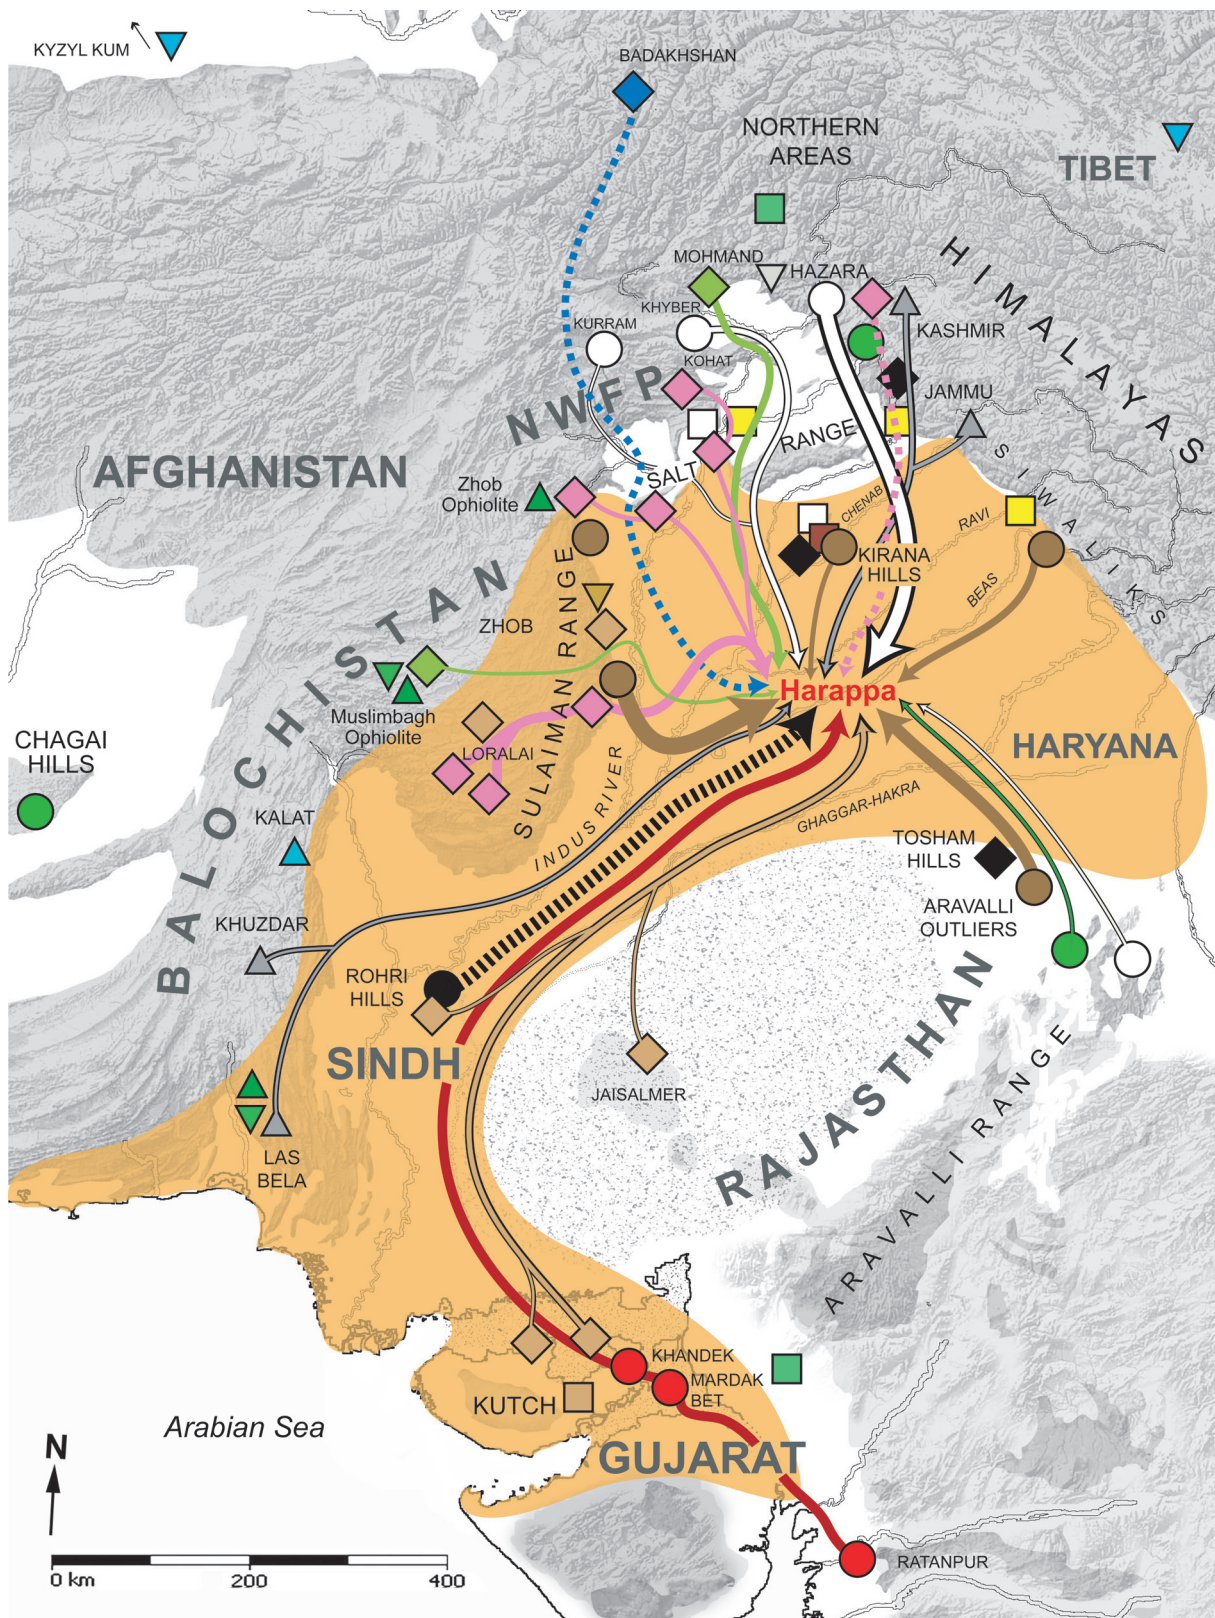 KYZYL KUM
BADAKHSHAN
NORTHERN
AREAS
TIBET
HIMALAYAS
MOHMAND
HAZARA
KHYBER
KURRAM
KOHAT
KASHMIR
JAMMU
NWFP
RANGE
SALT
SIWALIKS
AFGHANISTAN
Zhob
Ophiolite
CHENAB
RAVI
KIRANA
HILLS
BEAS
ZHOB
SULAIMAN RANGE
BALOCHISTAN
Harappa
Muslimbagh
Ophiolite
CHAGAI
HILLS
LORALAI
HARYANA
INDUS RIVER
GHAGGAR-HAKRA
KALAT
TOSHAM
HILLS
ARAVALLI
OUTLIERS
KHUZDAR
ROHRI
HILLS
SINDH
JAISALMER
RAJASTHAN
ARAVALLI RANGE
LAS
BELA
KHANDEK
MARDAK
BET
KUTCH
Arabian Sea
GUJARAT
N
RATANPUR
0 km
200
400